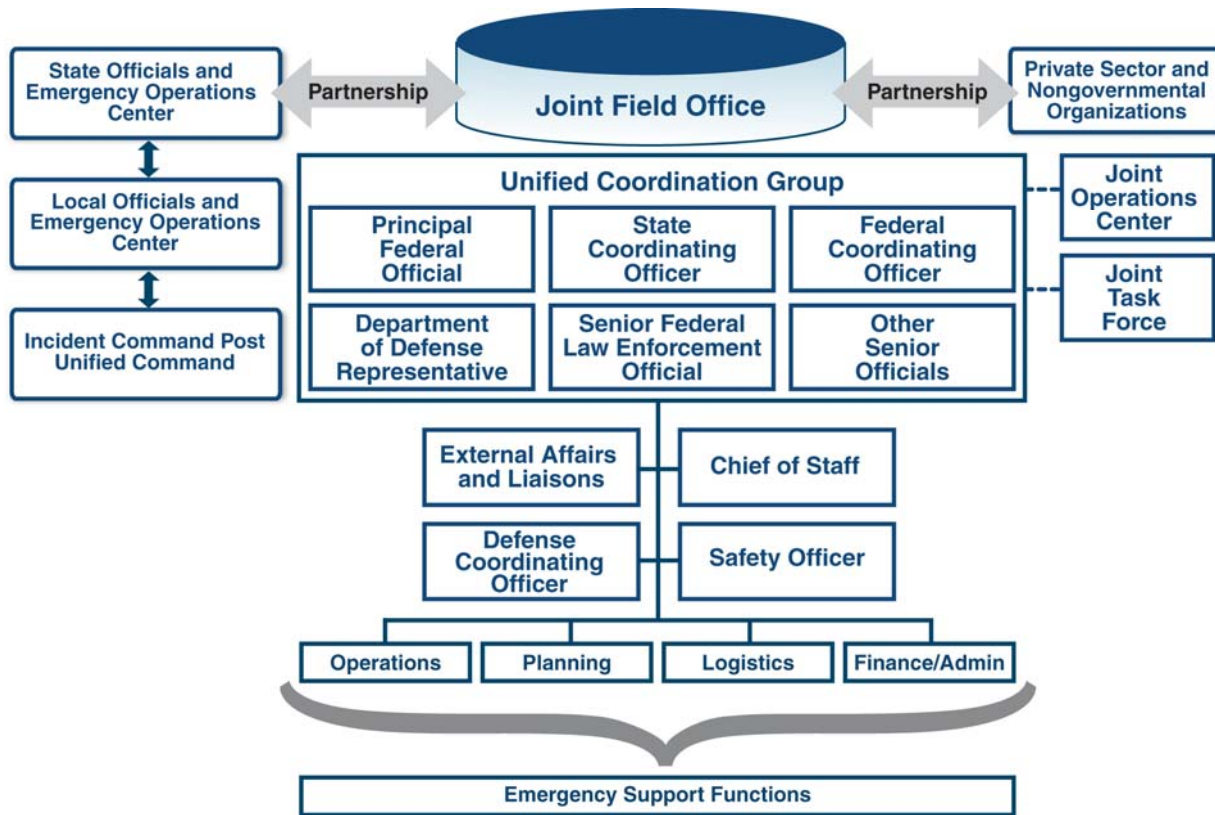 State Officials and
Emergency Operations
Center
Partnership
Joint Field Office
Partnership
Private Sector and
Nongovernmental
Organizations
Local Officials and
Emergency Operations
Center
Incident Command Post
Unified Command
Unified Coordination Group
Principal
Federal
Official
State
Coordinating
Officer
Federal
Coordinating
Officer
Department
of Defense
Representative
Senior Federal
Law Enforcement
Official
Other
Senior
Officials
Joint
Operations
Center
Joint
Task
Force
External Affairs
and Liaisons
Chief of Staff
Defense
Coordinating
Officer
Safety Officer
Operations
Planning
Logistics
Finance/Admin
Emergency Support Functions